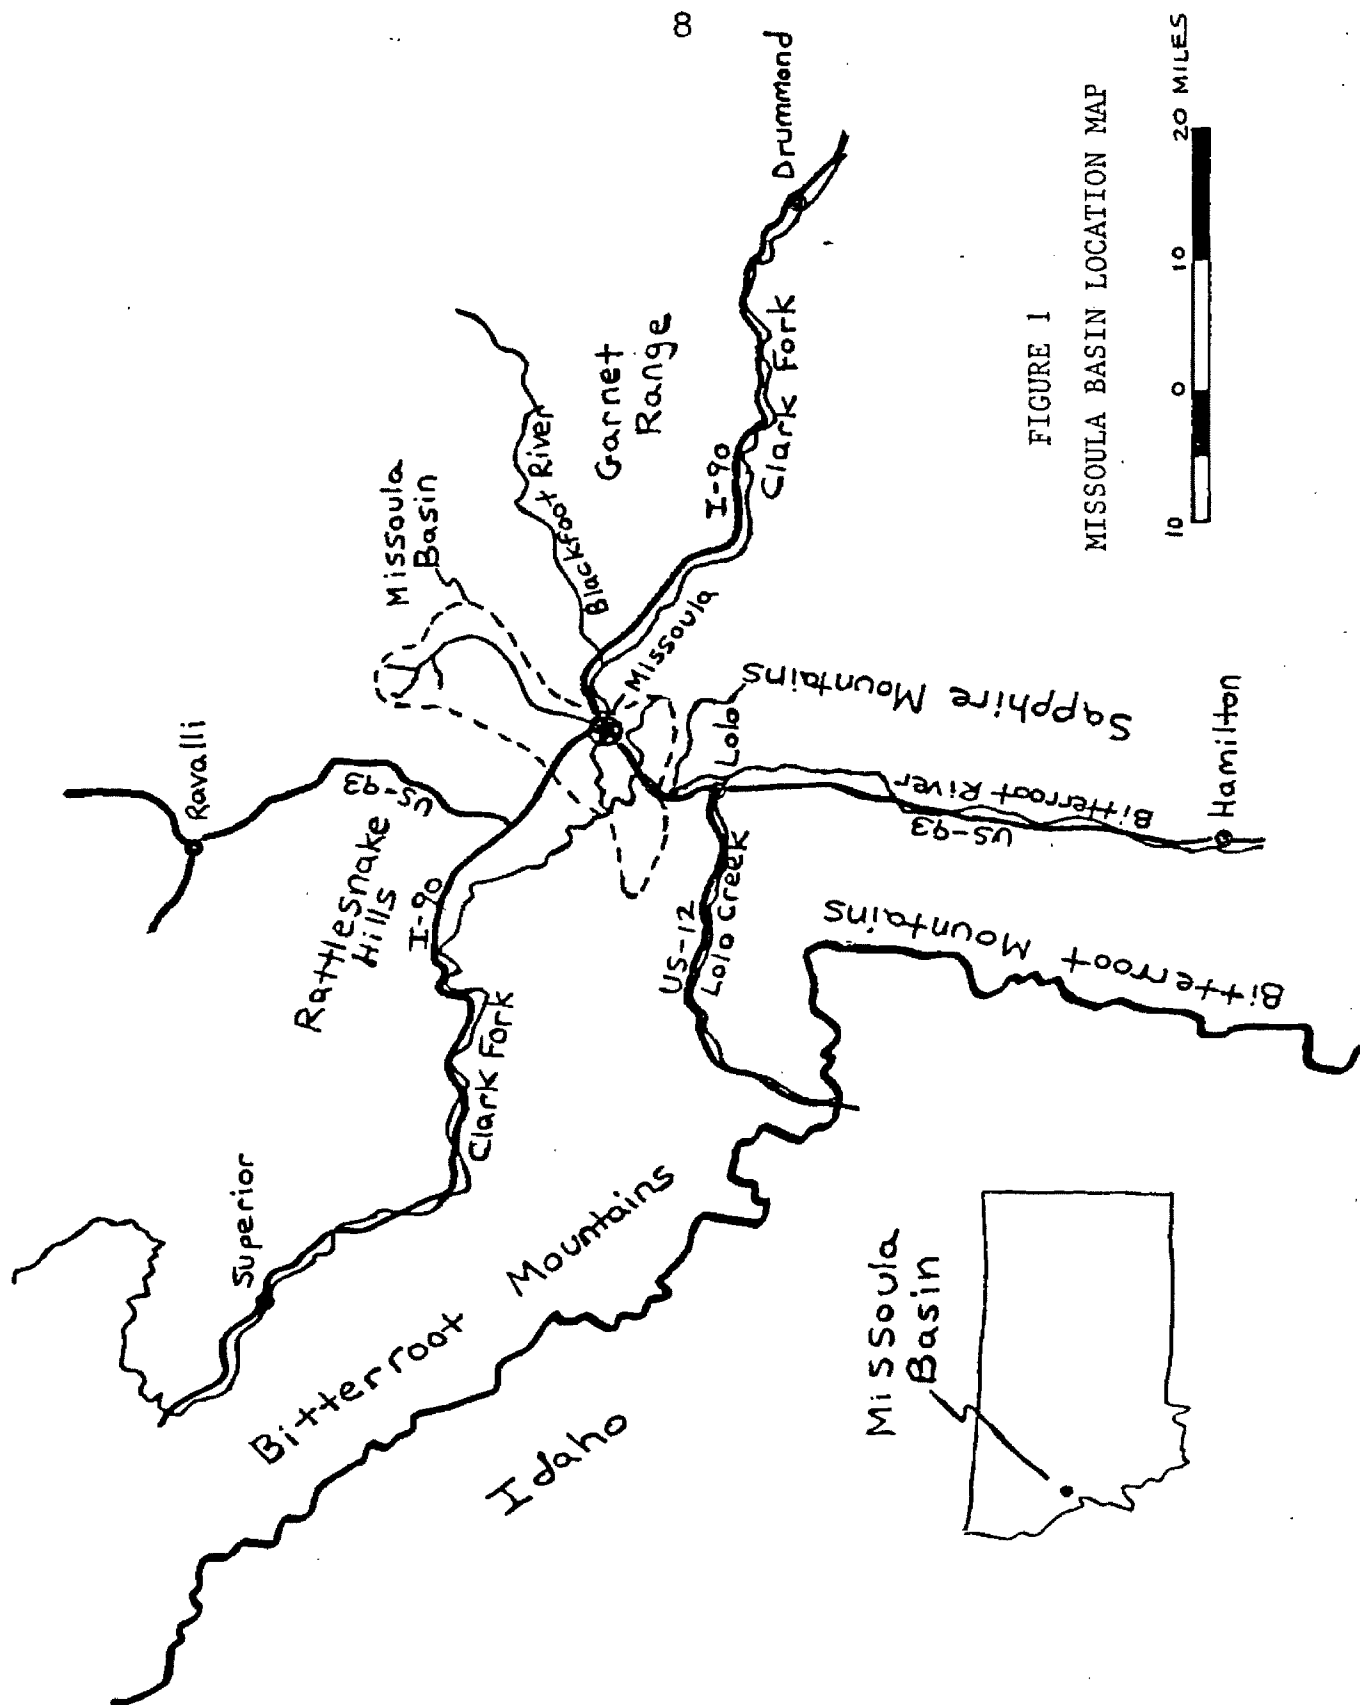 8
Ravalli
US-93
Rattlesnake
Hills
I-90
Missoula
Basin
Blackfoot River
Garnet
Range
Superior
Clark Fork
Missoula
I-90
Clark Fork
Drummond
Bitterroot Mountains
Idaho
US-12
Lolo Creek
Lolo
Sapphire Mountains
Bitterroot River
US-93
Hamilton
Bitterroot Mountains
Missoula
Basin
FIGURE 1
MISSOULA BASIN LOCATION MAP
10 0 10 20 MILES